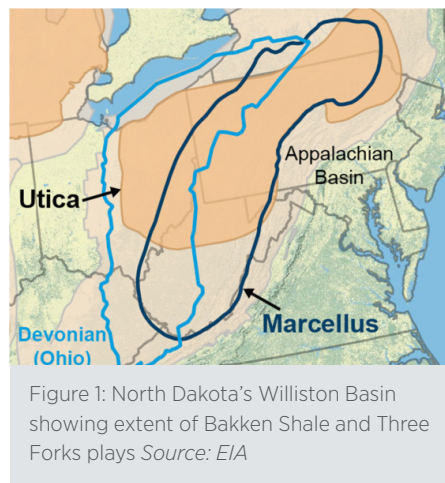 Appalachian
Basin
Utica
Marcellus
Devonian
(Ohio)
Figure 1: North Dakota's Williston Basin
showing extent of Bakken Shale and Three
Forks plays Source: EIA